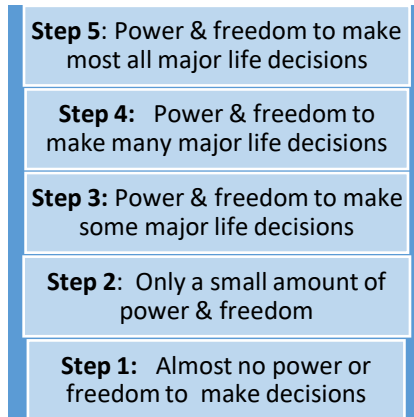 Step 5: Power & freedom to make
most all major life decisions
Step 4: Power & freedom to
make many major life decisions
Step 3: Power & freedom to make
some major life decisions
Step 2: Only a small amount of
power & freedom
Step 1: Almost no power or
freedom to make decisions